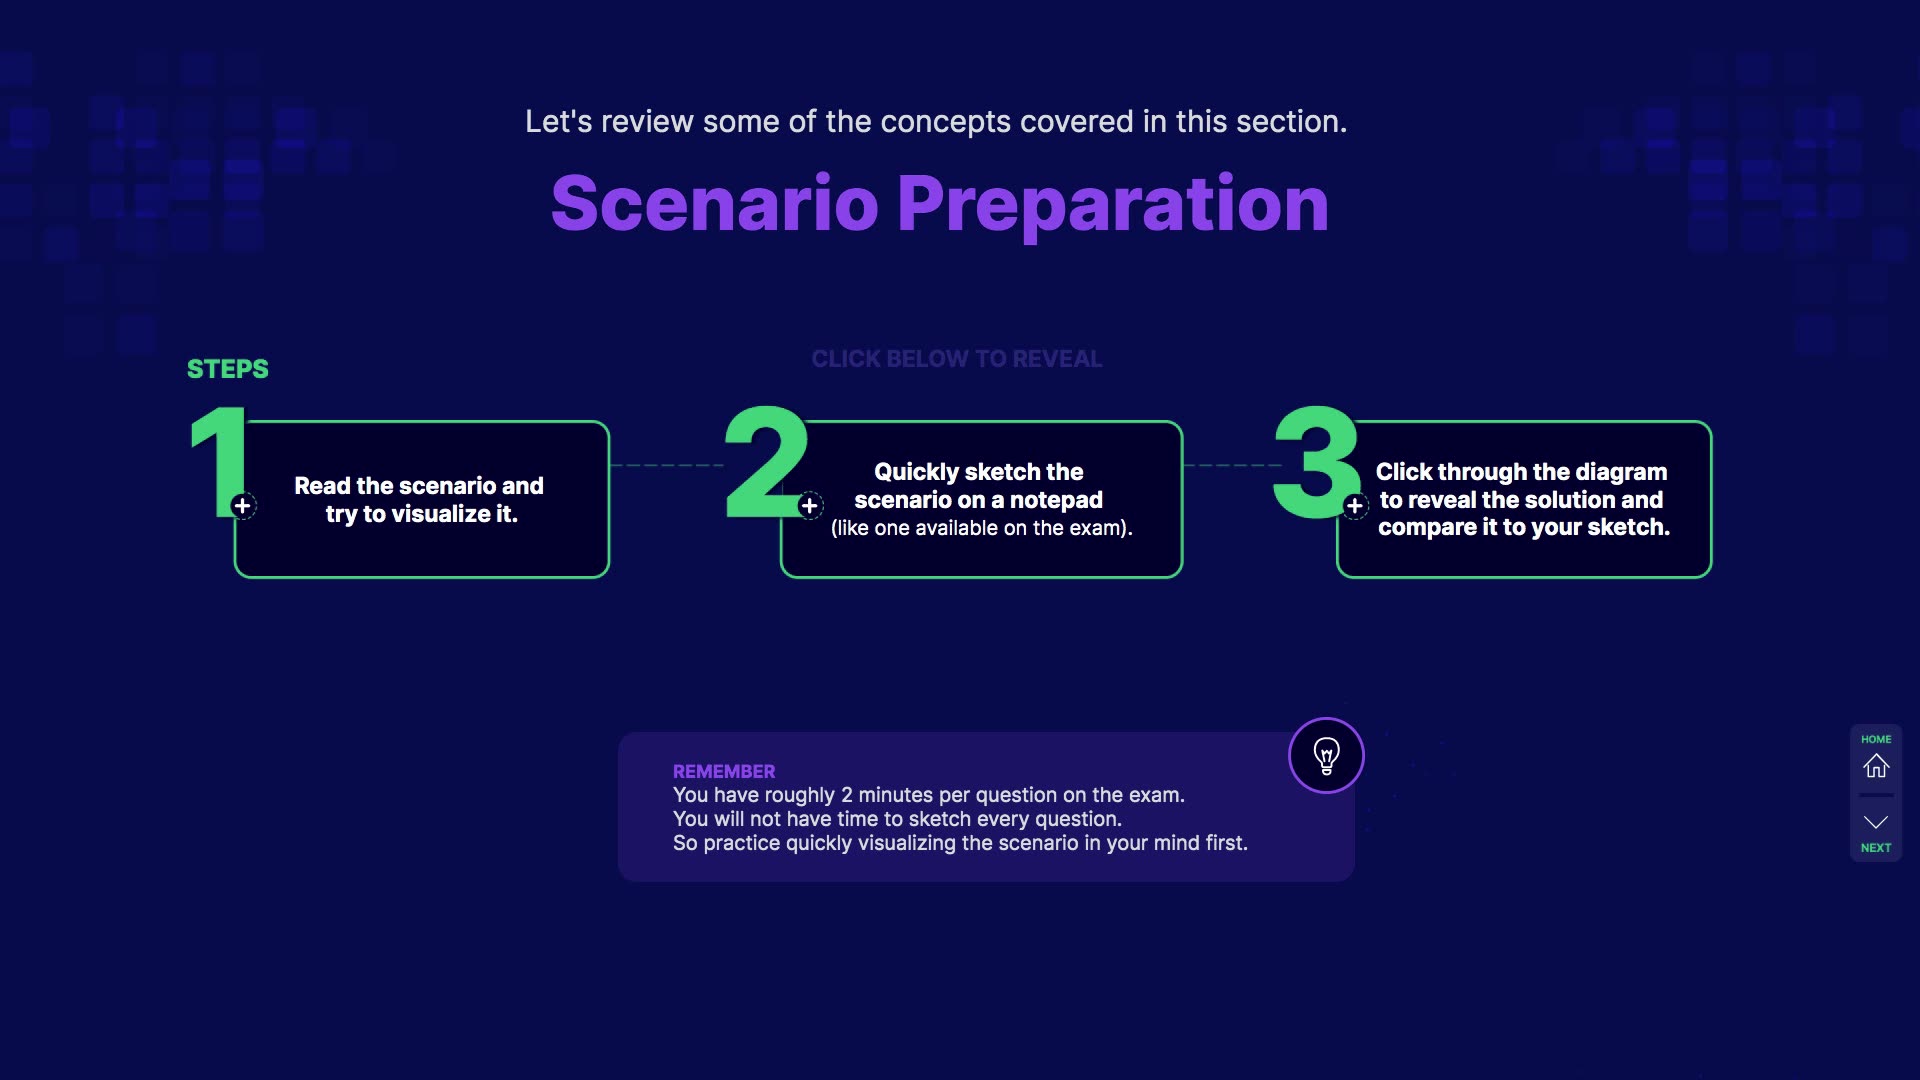 Let's review some of the concepts covered in this section.
Scenario Preparation
STEPS
CLICK BELOW TO REVEAL
1
Read the scenario and
try to visualize it.
2
Quickly sketch the
scenario on a notepad
(like one available on the exam).
3
Click through the diagram
to reveal the solution and
compare it to your sketch.
REMEMBER
You have roughly 2 minutes per question on the exam.
You will not have time to sketch every question.
So practice quickly visualizing the scenario in your mind first.
HOME
NEXT